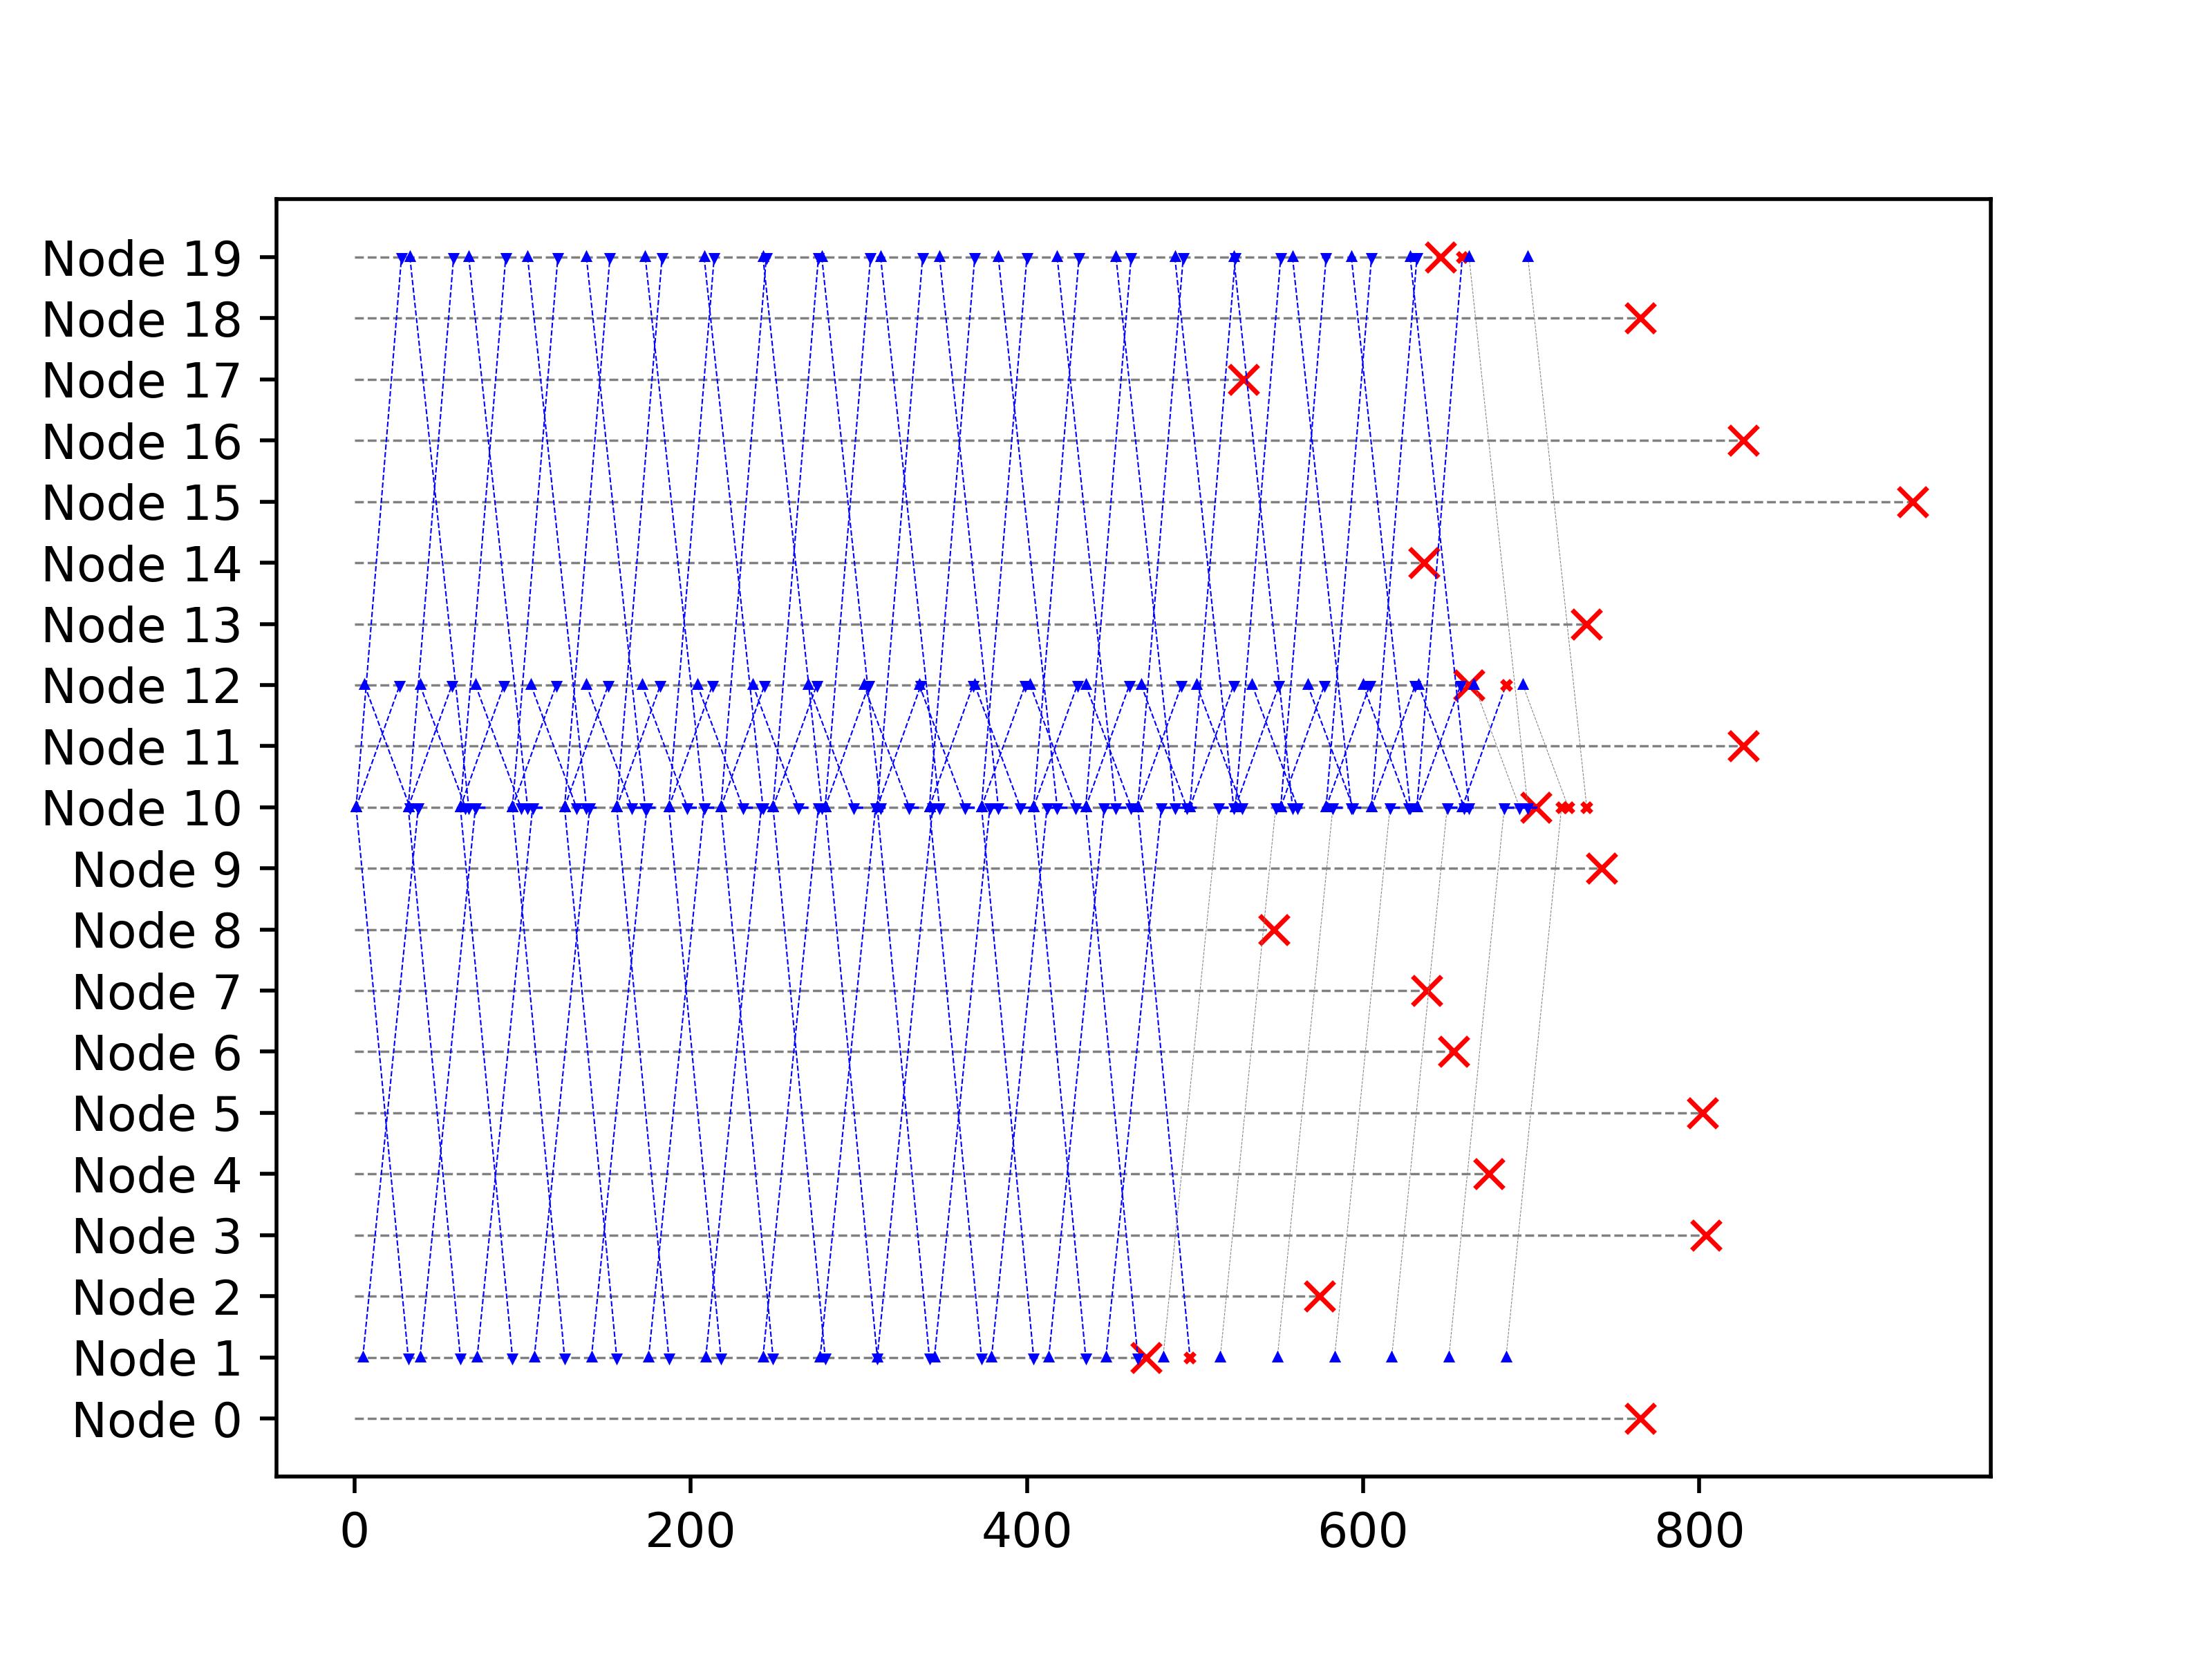 Node 19
Node 18
Node 17
Node 16
Node 15
Node 14
Node 13
Node 12
Node 11
Node 10
Node 9
Node 8
Node 7
Node 6
Node 5
Node 4
Node 3
Node 2
Node 1
Node 0
0 200 400 600 800